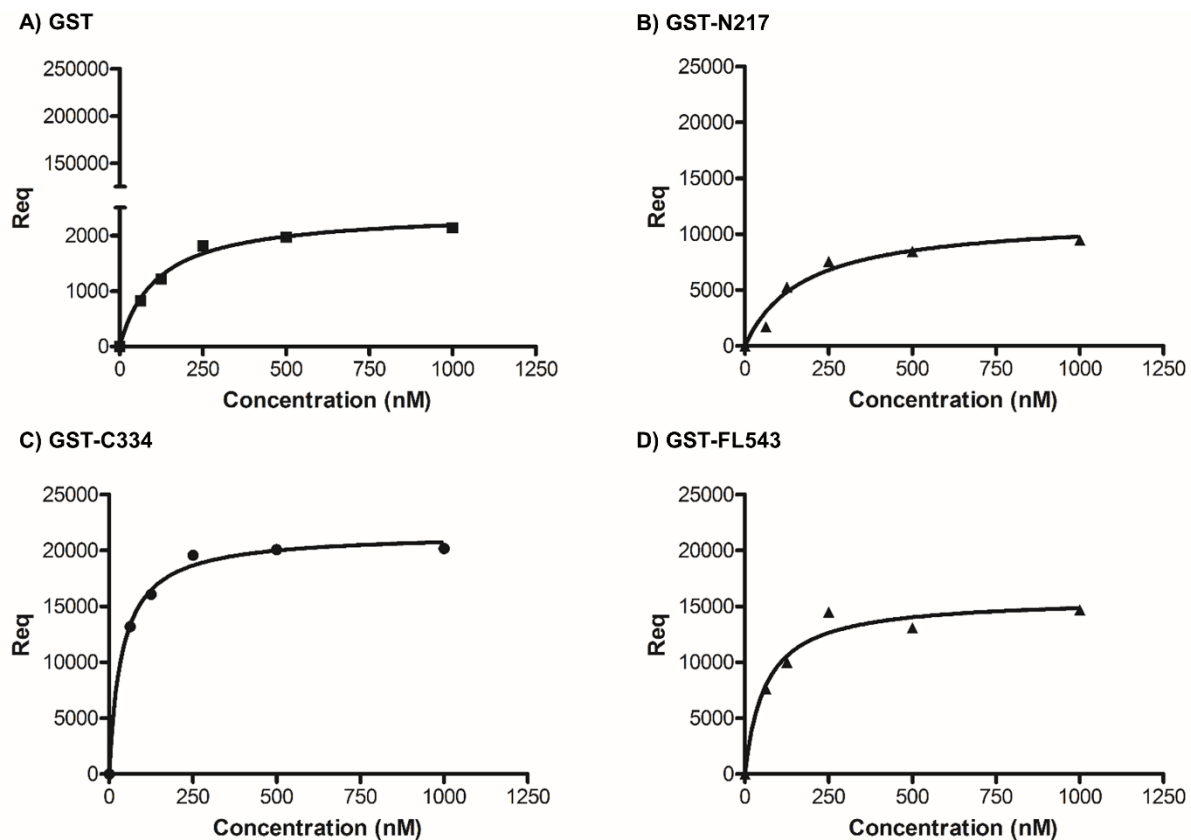 A) GST
Req
250000
200000
150000
2000
1000
0
0 250 500 750 1000 1250
Concentration (nM)
B) GST-N217
Req
25000
20000
15000
10000
5000
0
0 250 500 750 1000 1250
Concentration (nM)
C) GST-C334
Req
25000
20000
15000
10000
5000
0
0 250 500 750 1000 1250
Concentration (nM)
D) GST-FL543
Req
25000
20000
15000
10000
5000
0
0 250 500 750 1000 1250
Concentration (nM)